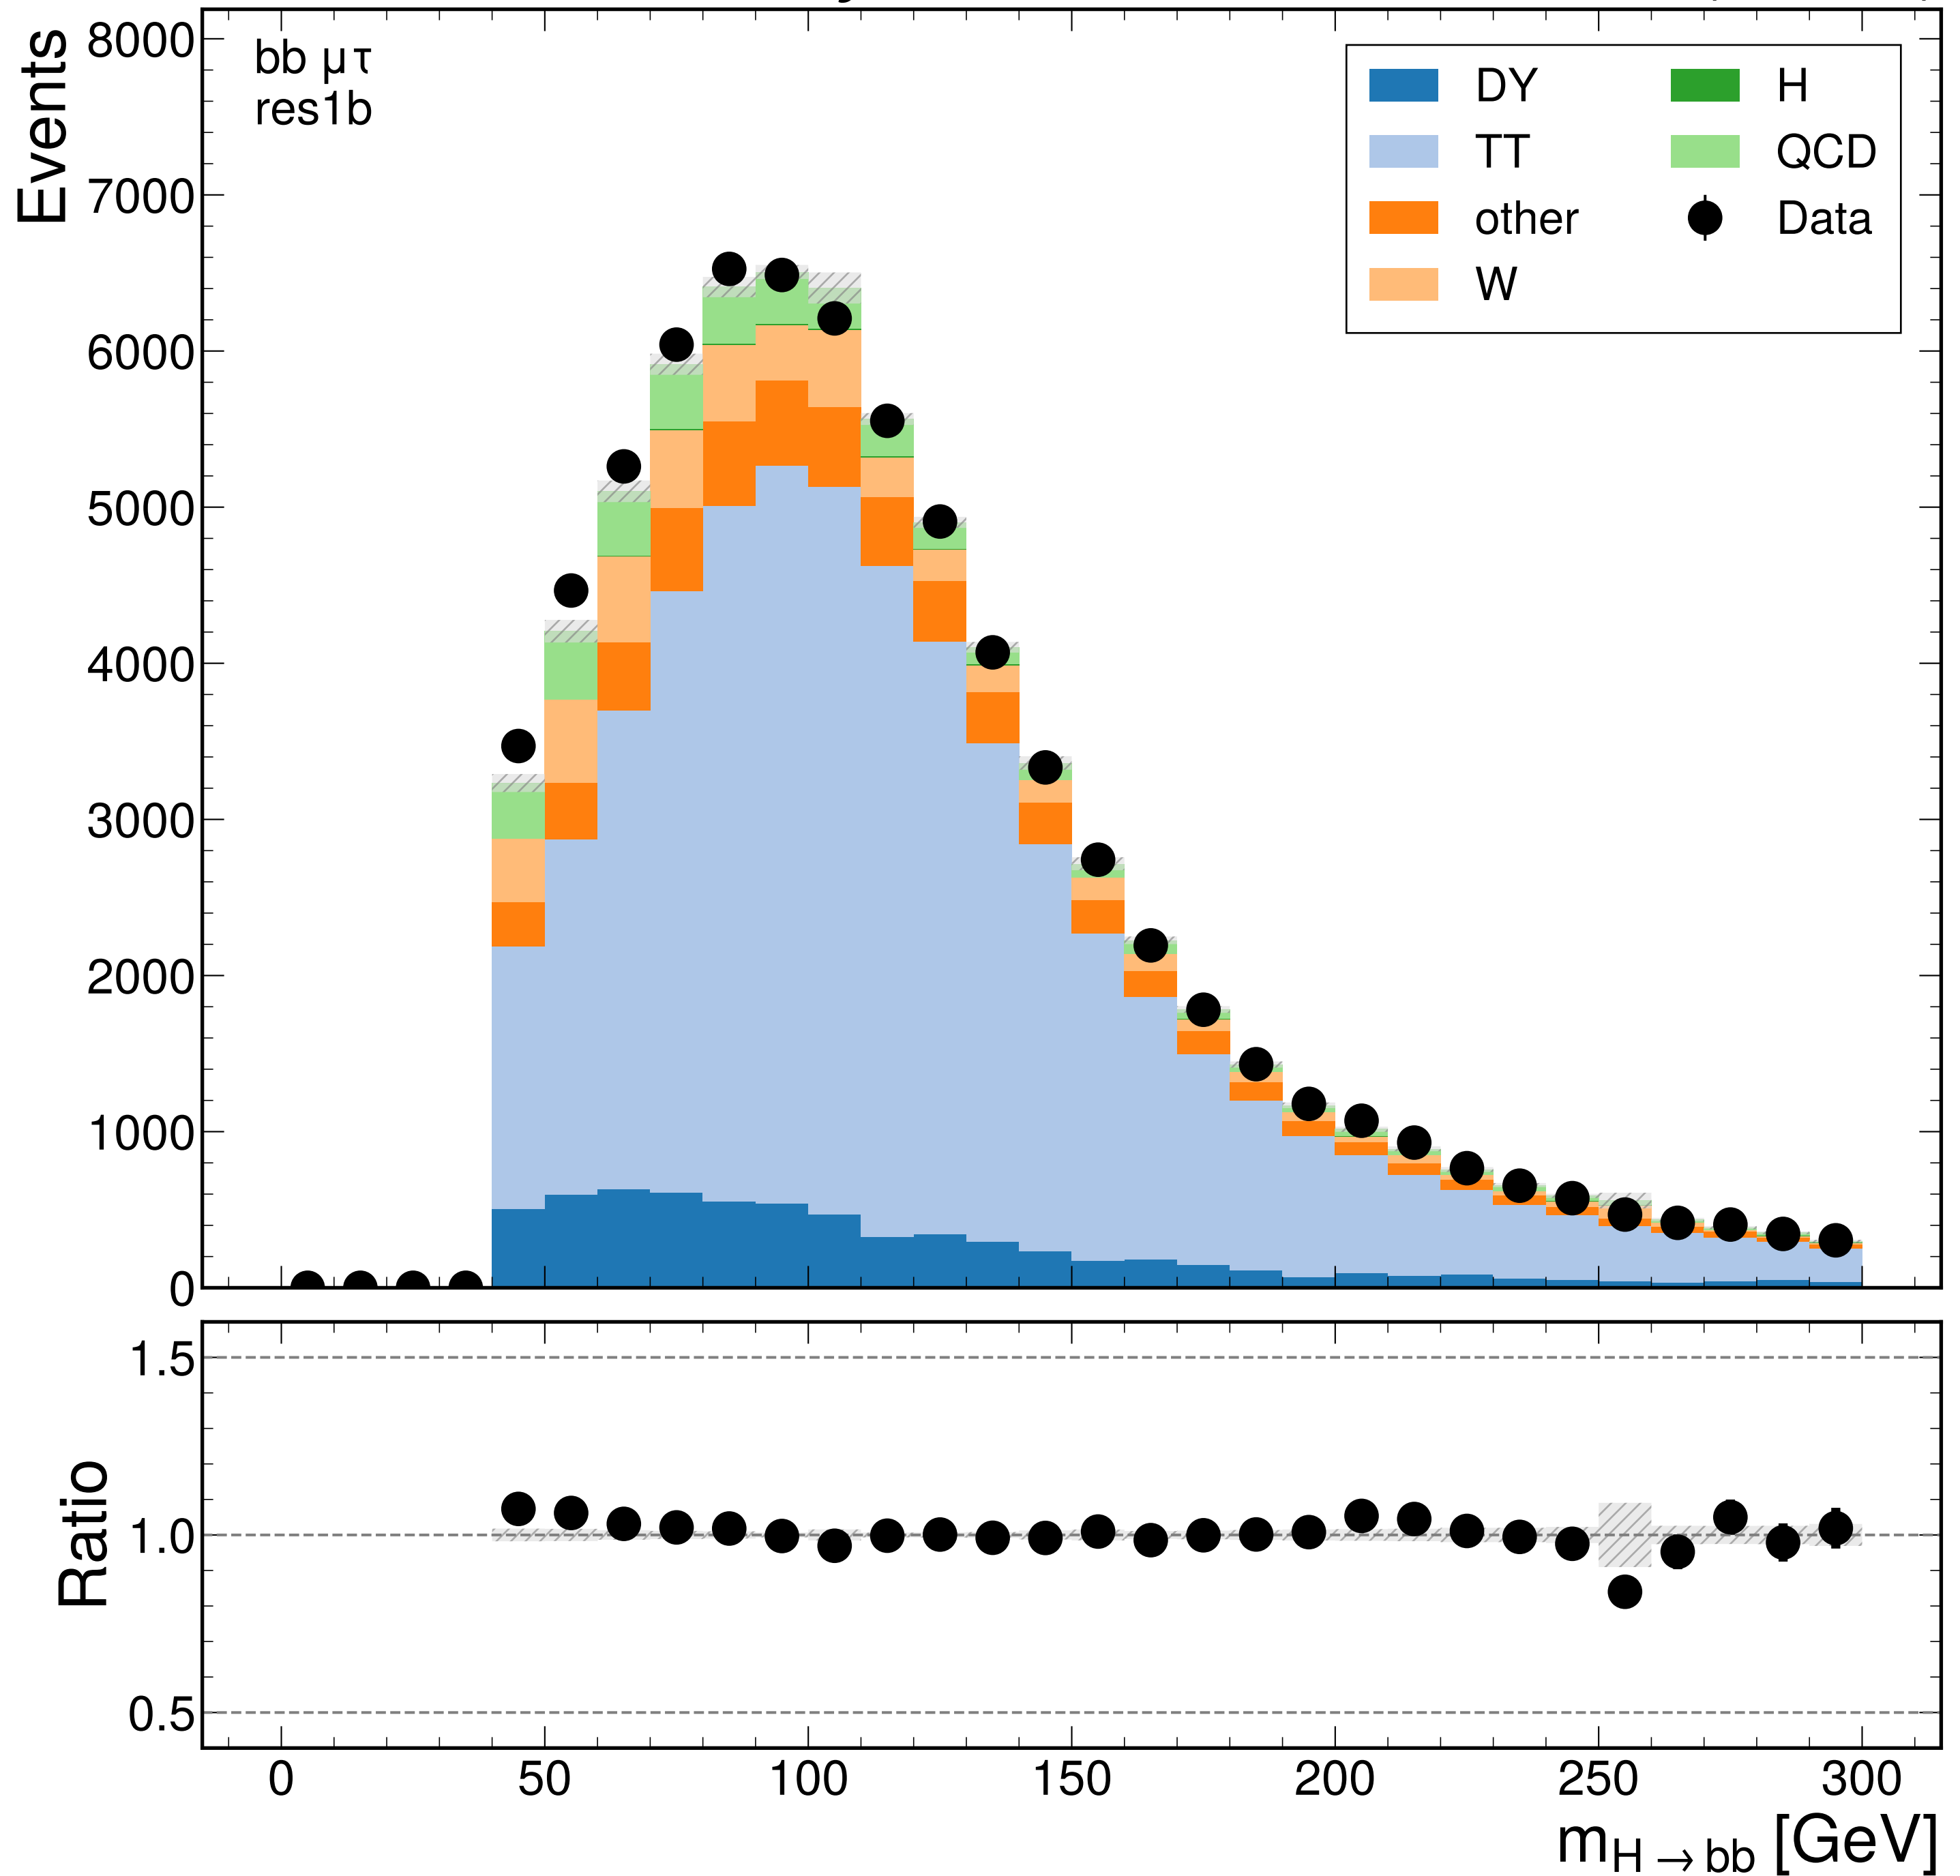 Events
8000
7000
6000
5000
4000
3000
2000
1000
0
bb μτ
res1b
DY
TT
other
W
H
QCD
Data
Ratio
1.5
1.0
0.5
0 50 100 150 200 250 300
m_H → bb [GeV]